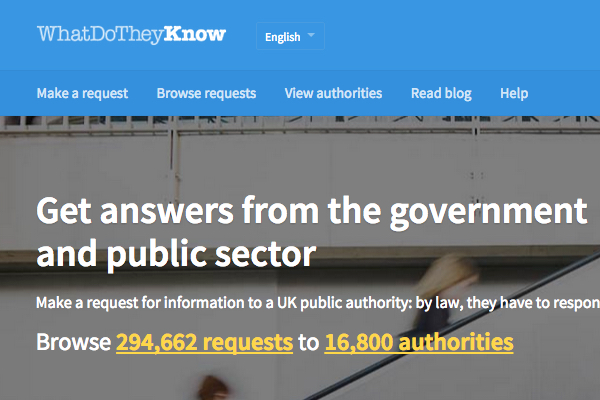 WhatDoTheyKnow
English
Make a request Browse requests View authorities Read blog Help
Get answers from the government
and public sector
Make a request for information to a UK public authority: by law, they have to respon
Browse 294,662 requests to 16,800 authorities